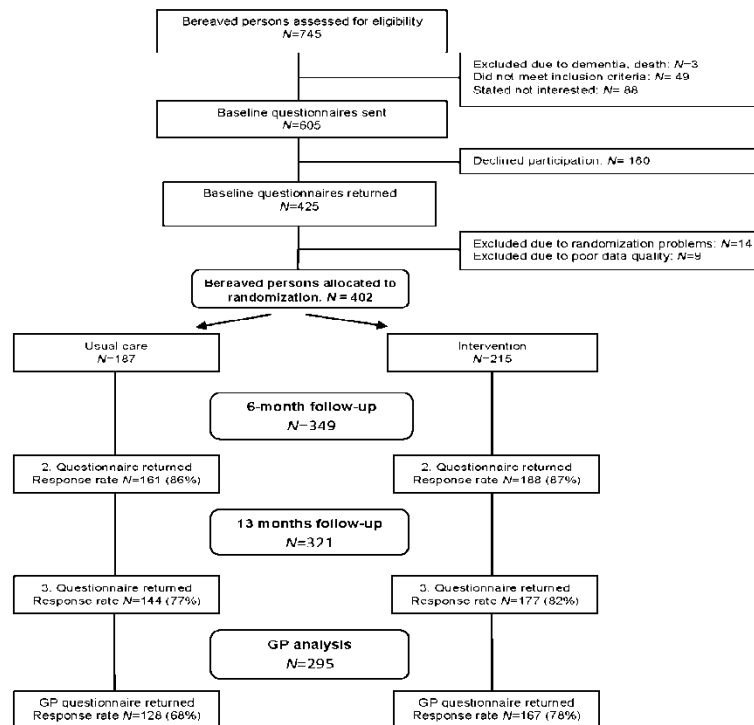 Bereaved persons assessed for eligibility
N=745
Excluded due to dementia, death: N=3
Did not meet inclusion criteria: N= 49
Stated not interested: N= 88
Baseline questionnaires sent
N=605
Declined participation: N= 180
Baseline questionnaires returned
N=425
Excluded due to randomization problems: N=14
Excluded due to poor data quality: N=9
Bereaved persons allocated to
randomization. N = 402
Usual care
N=187
Intervention
N=215
6-month follow-up
N=349
2. Questionnaire returned
Response rate N=161 (86%)
2. Questionnaire returned
Response rate N=188 (87%)
13 months follow-up
N=321
3. Questionnaire returned
Response rate N=144 (77%)
3. Questionnaire returned
Response rate N=177 (82%)
GP analysis
N=295
GP questionnaire returned
Response rate N=128 (68%)
GP questionnaire returned
Response rate N=167 (78%)